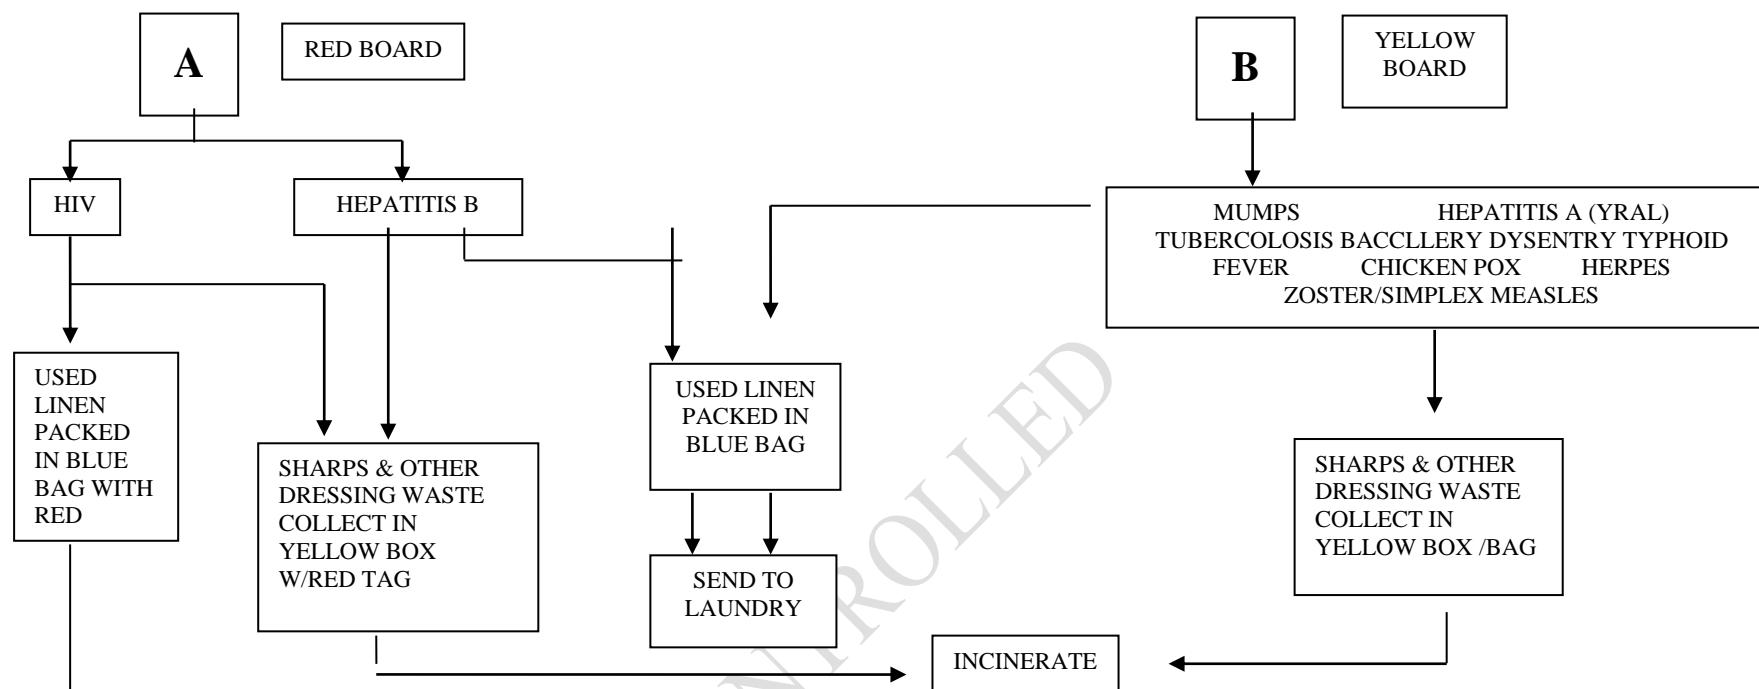 A
RED BOARD
B
YELLOW
BOARD
HIV
HEPATITIS B
MUMPS HEPATITIS A (YRAL)
TUBERCOLOSIS BACCLLERY DYSENTRY TYPHOID
FEVER CHICKEN POX HERPES
ZOSTER/SIMPLEX MEASLES
USED
LINEN
PACKED
IN BLUE
BAG WITH
RED
SHARPS & OTHER
DRESSING WASTE
COLLECT IN
YELLOW BOX
W/RED TAG
USED LINEN
PACKED IN
BLUE BAG
SEND TO
LAUNDRY
SHARPS & OTHER
DRESSING WASTE
COLLECT IN
YELLOW BOX /BAG
INCINERATE
NTROLLED